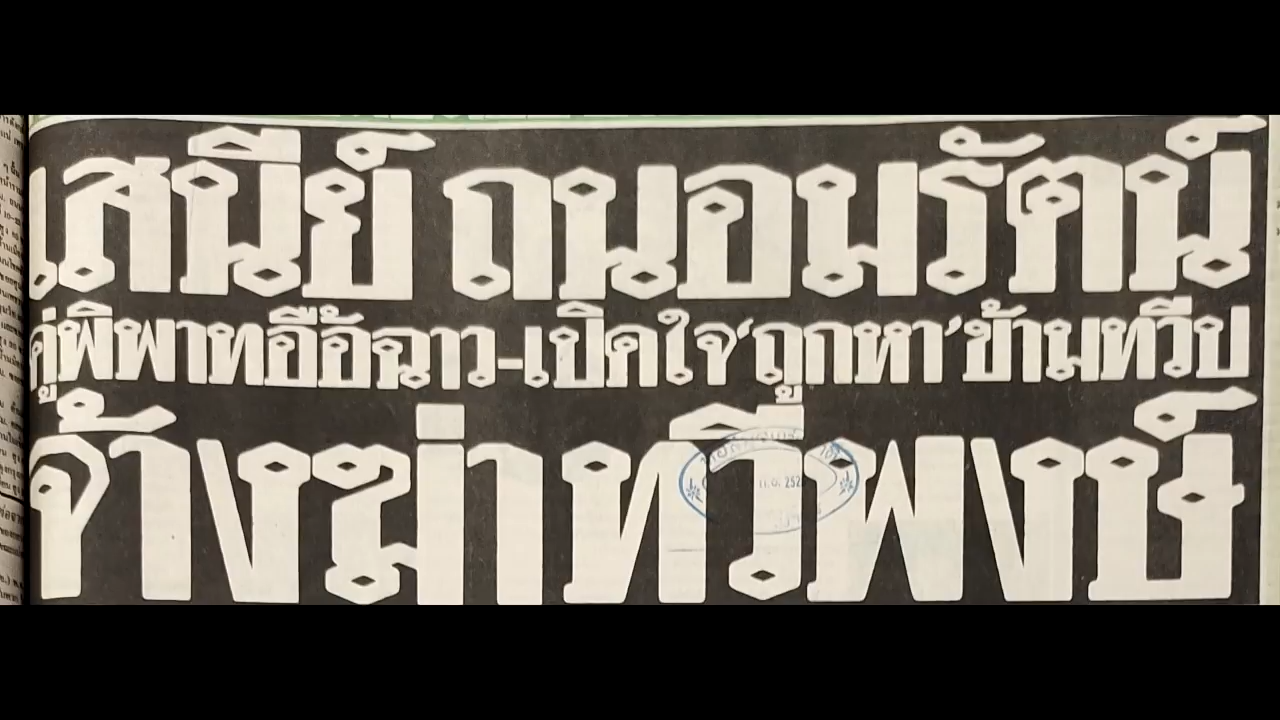 เสนีย์ ถนอมรัตน์
คู่พิพาทอื้อฉาว-เปิดใจ‘ถูกหา’ข้ามทวีป
จ้างฆ่าทวีพงษ์